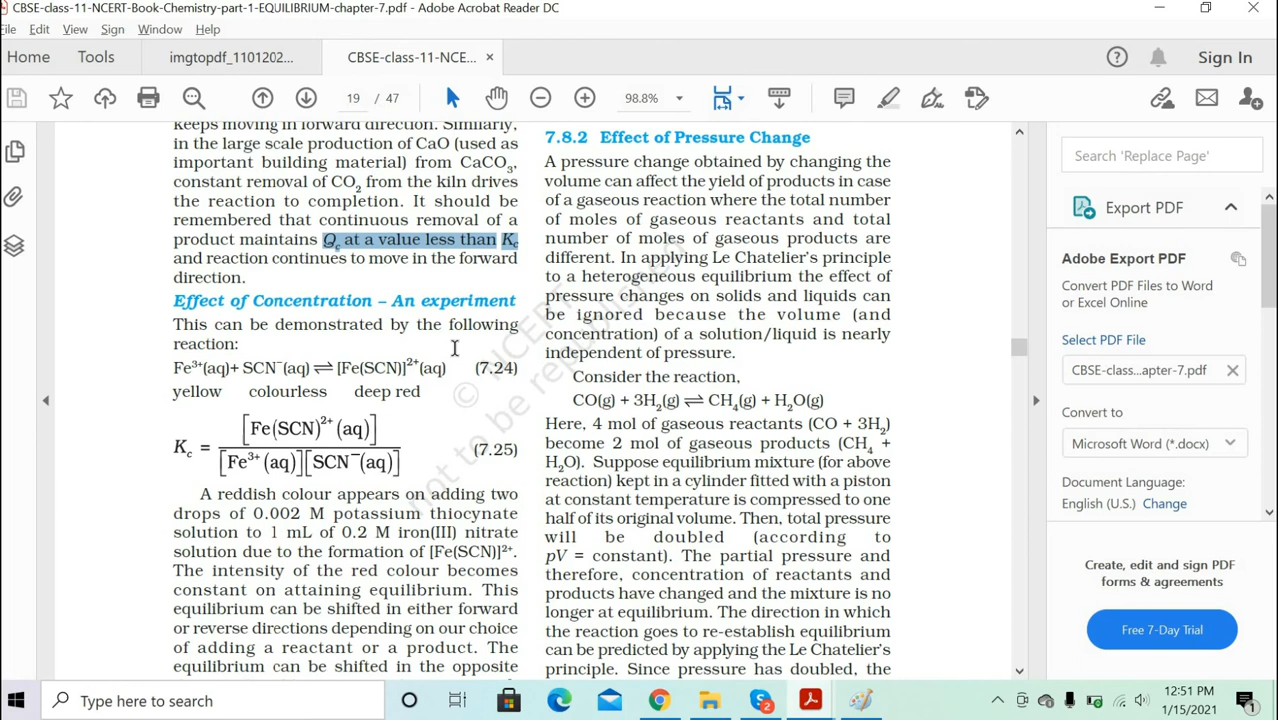 CBSE-class-11-NCERT-Book-Chemistry-part-1-EQUILIBRIUM-chapter-7.pdf - Adobe Acrobat Reader DC
File Edit View Sign Window Help
Home Tools imgtopdf_1101202... CBSE-class-11-NCE... × Sign In
19 / 47 98.8%
keeps moving in forward direction. Similarly,
in the large scale production of CaO (used as
important building material) from CaCO₃,
constant removal of CO₂ from the kiln drives
the reaction to completion. It should be
remembered that continuous removal of a
product maintains Qc at a value less than Kc
and reaction continues to move in the forward
direction.
Effect of Concentration – An experiment
This can be demonstrated by the following
reaction:
Fe³⁺(aq)+ SCN⁻(aq) ⇌ [Fe(SCN)]²⁺(aq) (7.24)
yellow colourless deep red
[Fe(SCN)²⁺(aq)]
Kc = (7.25)
[Fe³⁺(aq)][SCN⁻(aq)]
A reddish colour appears on adding two
drops of 0.002 M potassium thiocynate
solution to 1 mL of 0.2 M iron(III) nitrate
solution due to the formation of [Fe(SCN)]²⁺.
The intensity of the red colour becomes
constant on attaining equilibrium. This
equilibrium can be shifted in either forward
or reverse directions depending on our choice
of adding a reactant or a product. The
equilibrium can be shifted in the opposite
7.8.2 Effect of Pressure Change
A pressure change obtained by changing the
volume can affect the yield of products in case
of a gaseous reaction where the total number
of moles of gaseous reactants and total
number of moles of gaseous products are
different. In applying Le Chatelier's principle
to a heterogeneous equilibrium the effect of
pressure changes on solids and liquids can
be ignored because the volume (and
concentration) of a solution/liquid is nearly
independent of pressure.
Consider the reaction,
CO(g) + 3H₂(g) ⇌ CH₄(g) + H₂O(g)
Here, 4 mol of gaseous reactants (CO + 3H₂)
become 2 mol of gaseous products (CH₄ +
H₂O). Suppose equilibrium mixture (for above
reaction) kept in a cylinder fitted with a piston
at constant temperature is compressed to one
half of its original volume. Then, total pressure
will be doubled (according to
pV = constant). The partial pressure and
therefore, concentration of reactants and
products have changed and the mixture is no
longer at equilibrium. The direction in which
the reaction goes to re-establish equilibrium
can be predicted by applying the Le Chatelier's
principle. Since pressure has doubled, the
© NCERT
not to be republished
Search 'Replace Page'
Export PDF
Adobe Export PDF
Convert PDF Files to Word
or Excel Online
Select PDF File
CBSE-class...apter-7.pdf ×
Convert to
Microsoft Word (*.docx)
Document Language:
English (U.S.) Change
Create, edit and sign PDF
forms & agreements
Free 7-Day Trial
Type here to search
2
12:51 PM
1/15/2021
1